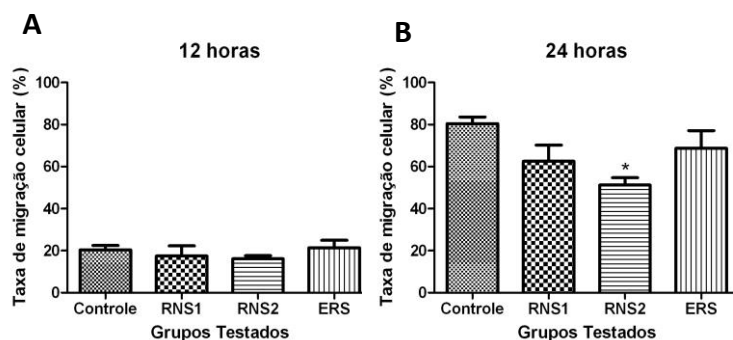 A
12 horas
Taxa de migração celular (%)
100
80
60
40
20
0
Controle RNS1 RNS2 ERS
Grupos Testados
B
24 horas
Taxa de migração celular (%)
100
80
60
40
20
0
*
Controle RNS1 RNS2 ERS
Grupos Testados